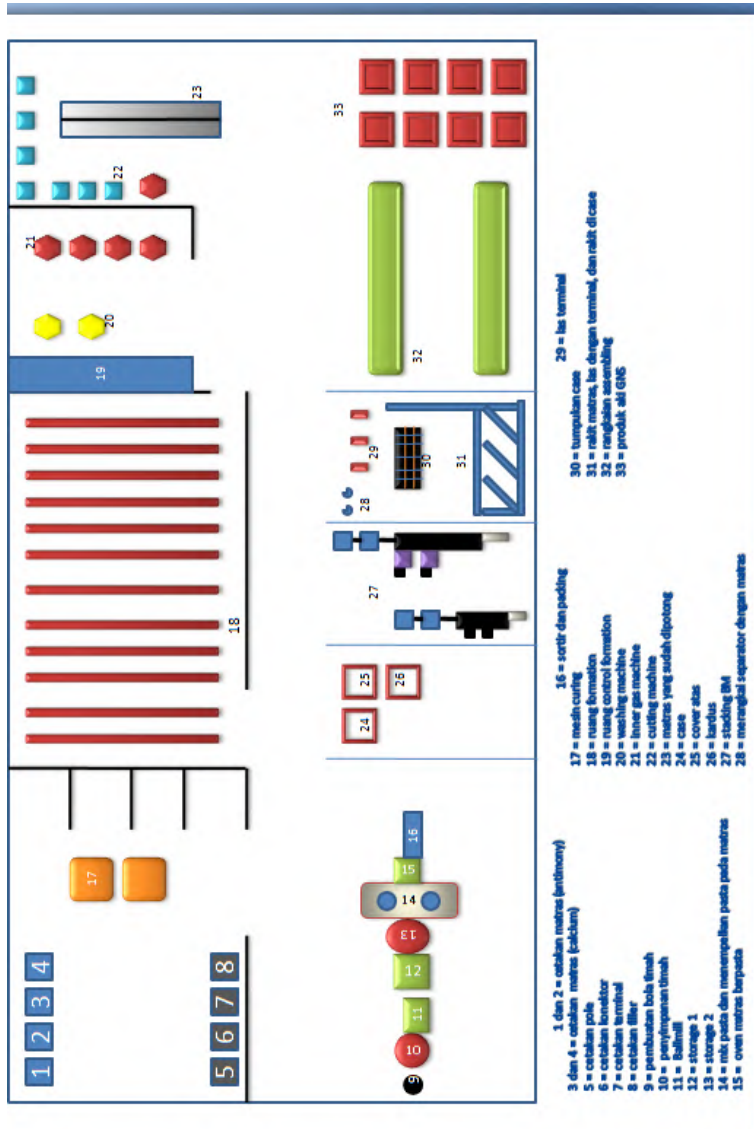 1
2
3
4
5
6
7
8
9
10
11
12
13
14
15
16
17
18
19
20
21
22
23
24
25
26
27
28
29
30
31
32
33
1 dan 2 = cetakan matras (antimony)
3 dan 4 = cetakan matras (calcium)
5 = cetakan pole
6 = cetakan konektor
7 = cetakan terminal
8 = cetakan filler
9 = pembuatan bola timah
10 = penyimpanan timah
11 = Ballmill
12 = storage 1
13 = storage 2
14 = mix pasta dan menempelkan pasta pada matras
15 = oven matras berpasta
16 = sortir dan packing
17 = mesin curing
18 = ruang formation
19 = ruang control formation
20 = washing machine
21 = inner gas machine
22 = cutting machine
23 = matras yang sudah dipotong
24 = case
25 = cover atas
26 = kardus
27 = stacking BM
28 = merangkai separator dengan matras
29 = las terminal
30 = tumpukan case
31 = rakit matras, las dengan terminal, dan rakit di case
32 = rangkaian assembling
33 = produk aki GNS